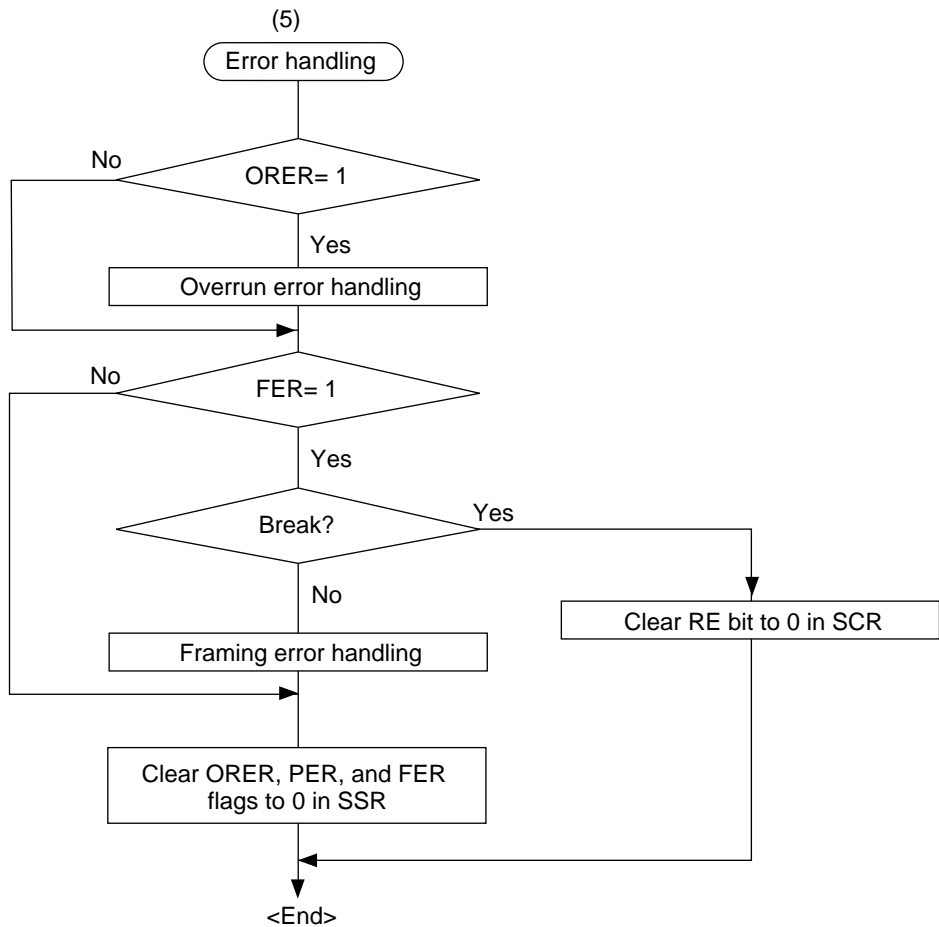 (5)
Error handling
No
ORER= 1
Yes
Overrun error handling
No
FER= 1
Yes
Break?
Yes
No
Clear RE bit to 0 in SCR
Framing error handling
Clear ORER, PER, and FER
flags to 0 in SSR
<End>